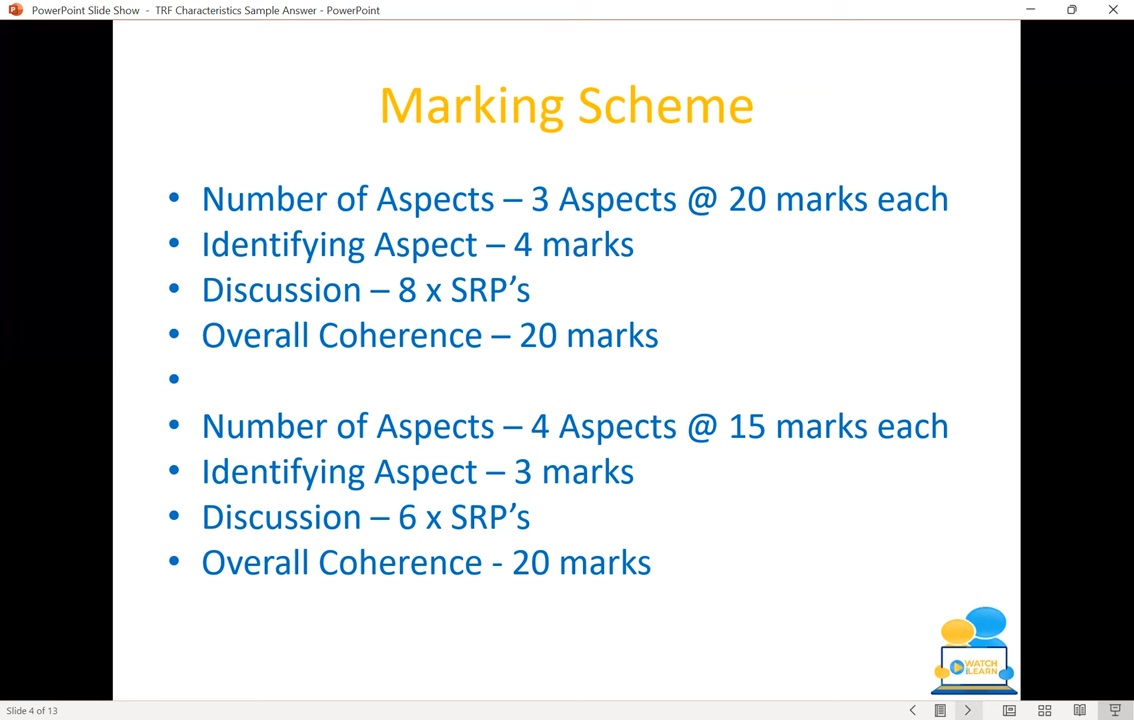 PowerPoint Slide Show - TRF Characteristics Sample Answer - PowerPoint
Marking Scheme
• Number of Aspects – 3 Aspects @ 20 marks each
• Identifying Aspect – 4 marks
• Discussion – 8 x SRP’s
• Overall Coherence – 20 marks
•
• Number of Aspects – 4 Aspects @ 15 marks each
• Identifying Aspect – 3 marks
• Discussion – 6 x SRP’s
• Overall Coherence - 20 marks
WATCH
LEARN
Slide 4 of 13